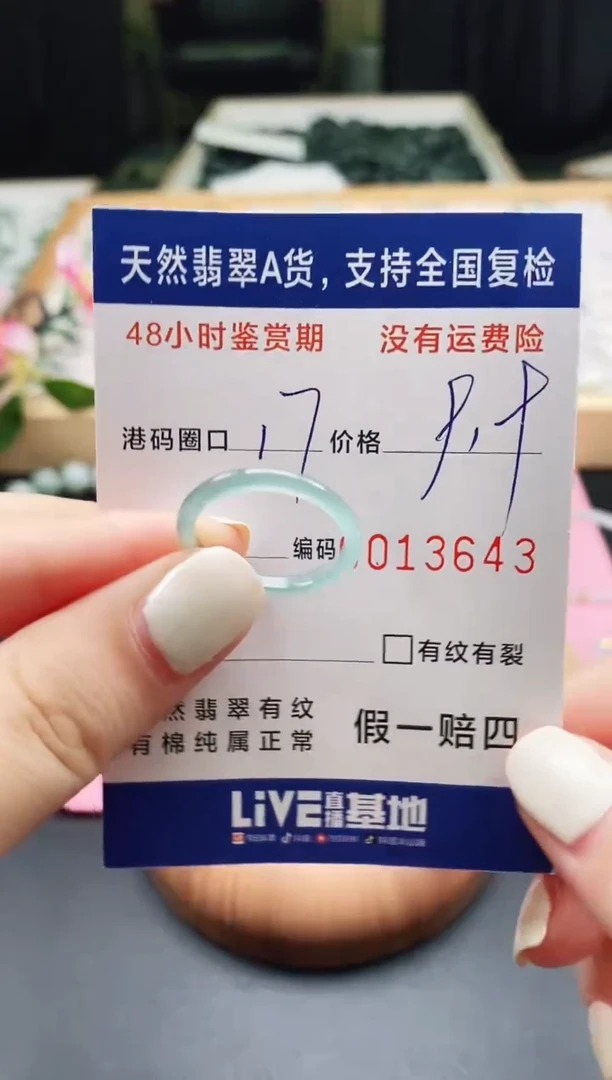 天然翡翠A货，支持全国复检
48小时鉴赏期 没有运费险
港码圈口 17 价格
编码 013643
有纹有裂
然翡翠有纹
有棉纯属正常
假一赔四
LiVE直播基地